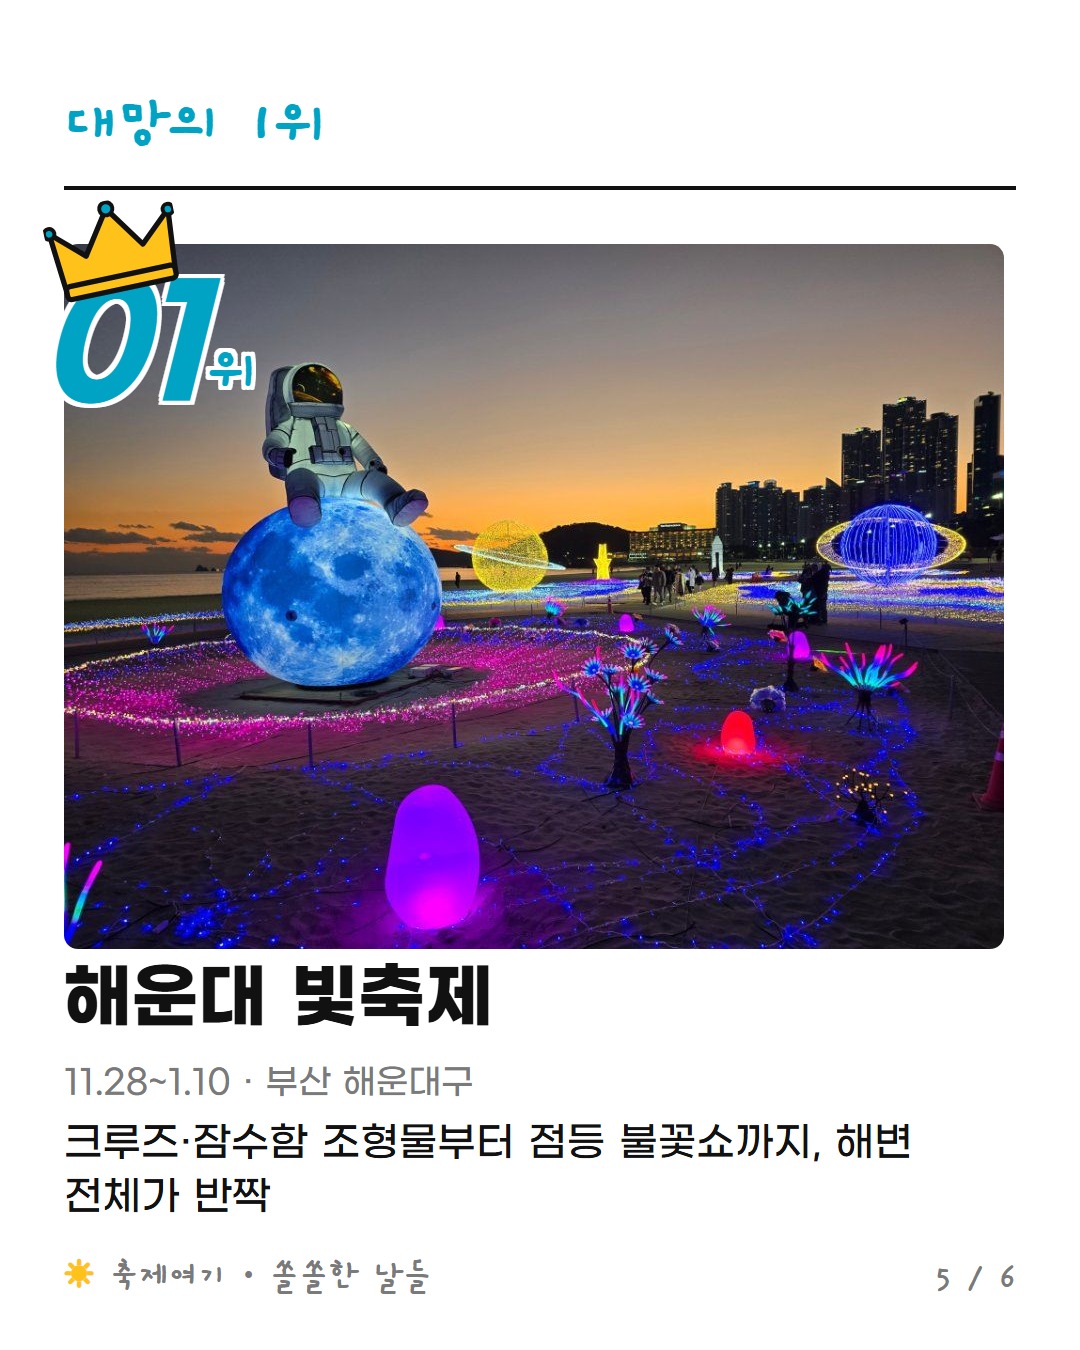 대망의 1위
01위
해운대 빛축제
11.28~1.10 · 부산 해운대구
크루즈·잠수함 조형물부터 점등 불꽃쇼까지, 해변
전체가 반짝
축제여기 • 쏠쏠한 날들
5 / 6